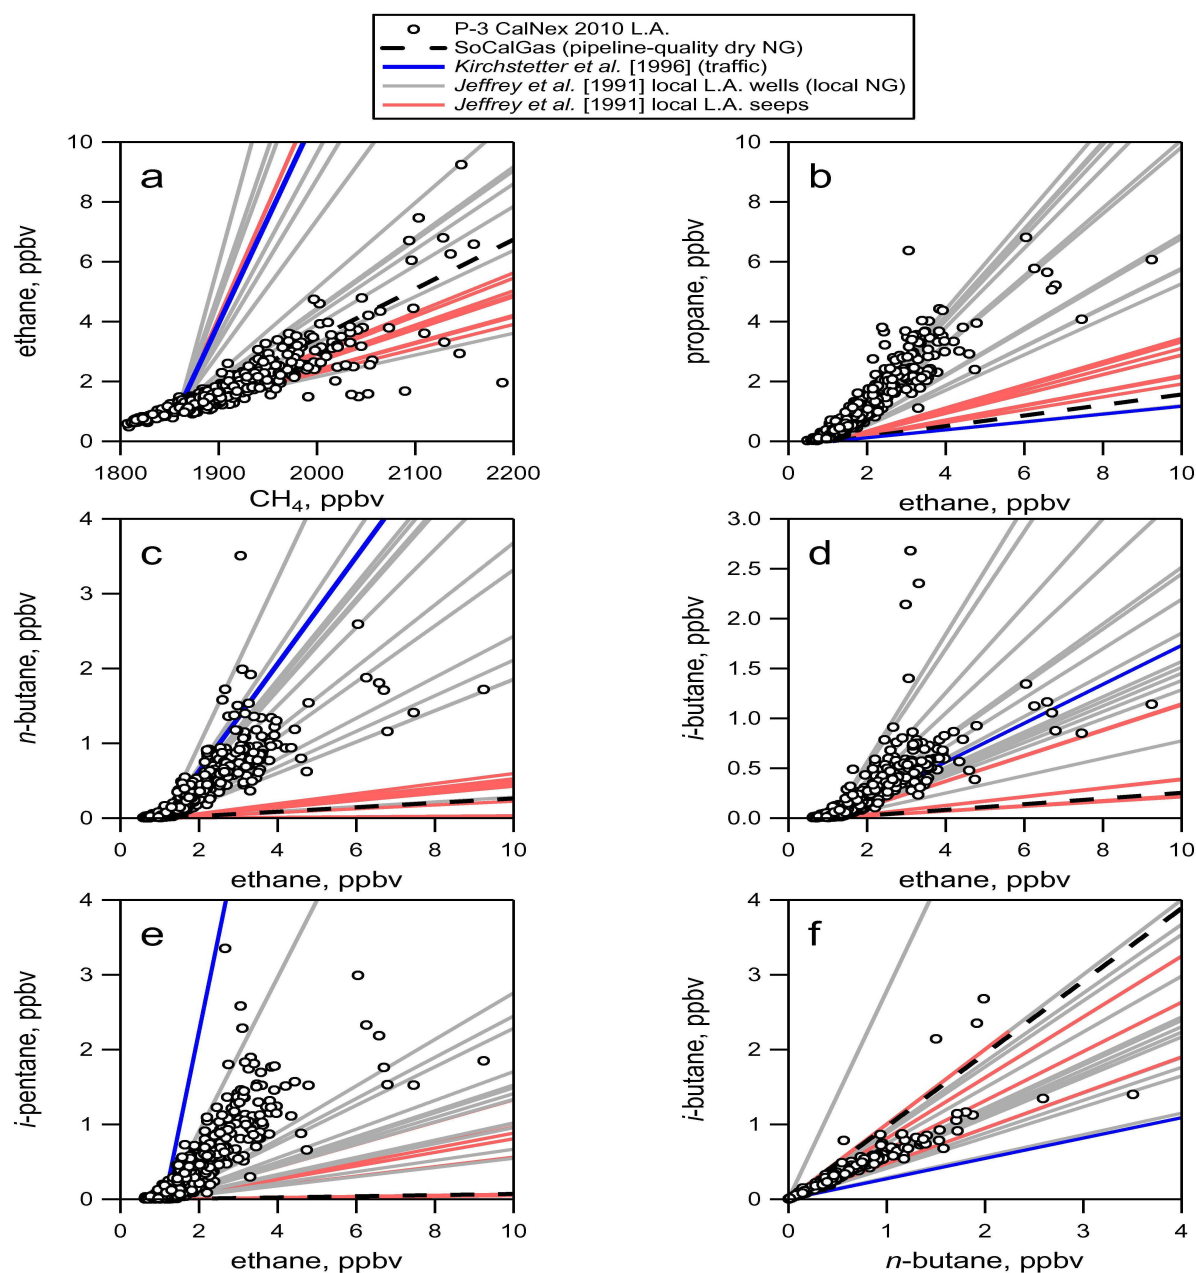 P-3 CalNex 2010 L.A.
SoCalGas (pipeline-quality dry NG)
Kirchstetter et al. [1996] (traffic)
Jeffrey et al. [1991] local L.A. wells (local NG)
Jeffrey et al. [1991] local L.A. seeps
a
10
8
6
4
2
0
ethane, ppbv
1800 1900 2000 2100 2200
CH₄, ppbv
b
10
8
6
4
2
0
propane, ppbv
0 2 4 6 8 10
ethane, ppbv
c
4
3
2
1
0
n-butane, ppbv
0 2 4 6 8 10
ethane, ppbv
d
3.0
2.5
2.0
1.5
1.0
0.5
0.0
i-butane, ppbv
0 2 4 6 8 10
ethane, ppbv
e
4
3
2
1
0
i-pentane, ppbv
0 2 4 6 8 10
ethane, ppbv
f
4
3
2
1
0
i-butane, ppbv
0 1 2 3 4
n-butane, ppbv